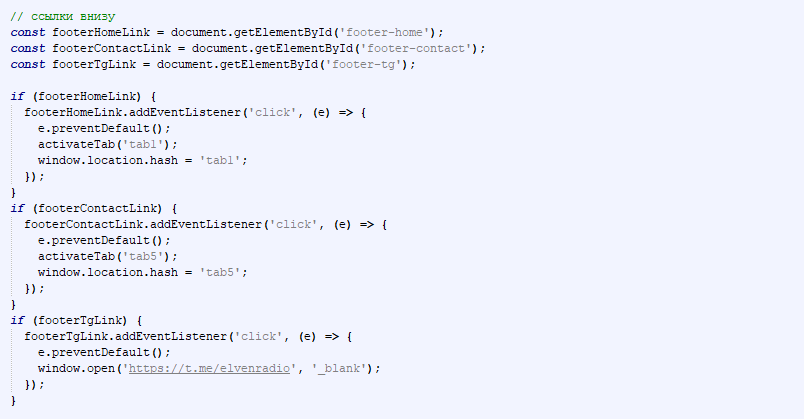 // ссылки внизу
const footerHomeLink = document.getElementById('footer-home');
const footerContactLink = document.getElementById('footer-contact');
const footerTgLink = document.getElementById('footer-tg');

if (footerHomeLink) {
  footerHomeLink.addEventListener('click', (e) => {
    e.preventDefault();
    activateTab('tab1');
    window.location.hash = 'tab1';
  });
}
if (footerContactLink) {
  footerContactLink.addEventListener('click', (e) => {
    e.preventDefault();
    activateTab('tab5');
    window.location.hash = 'tab5';
  });
}
if (footerTgLink) {
  footerTgLink.addEventListener('click', (e) => {
    e.preventDefault();
    window.open('https://t.me/elvenradio', '_blank');
  });
}